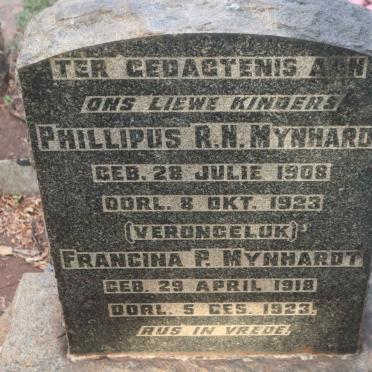 TER GEDAGTENIS AAN
ONS LIEWE KINDERS
PHILLIPUS R.N. MYNHARD
GEB. 28 JULIE 1908
OORL. 8 OKT. 1923
(VERONGELUK)
FRANCINA P. MYNHARDT
GEB. 29 APRIL 1918
OORL. 5 DES. 1923.
RUS IN VREDE.